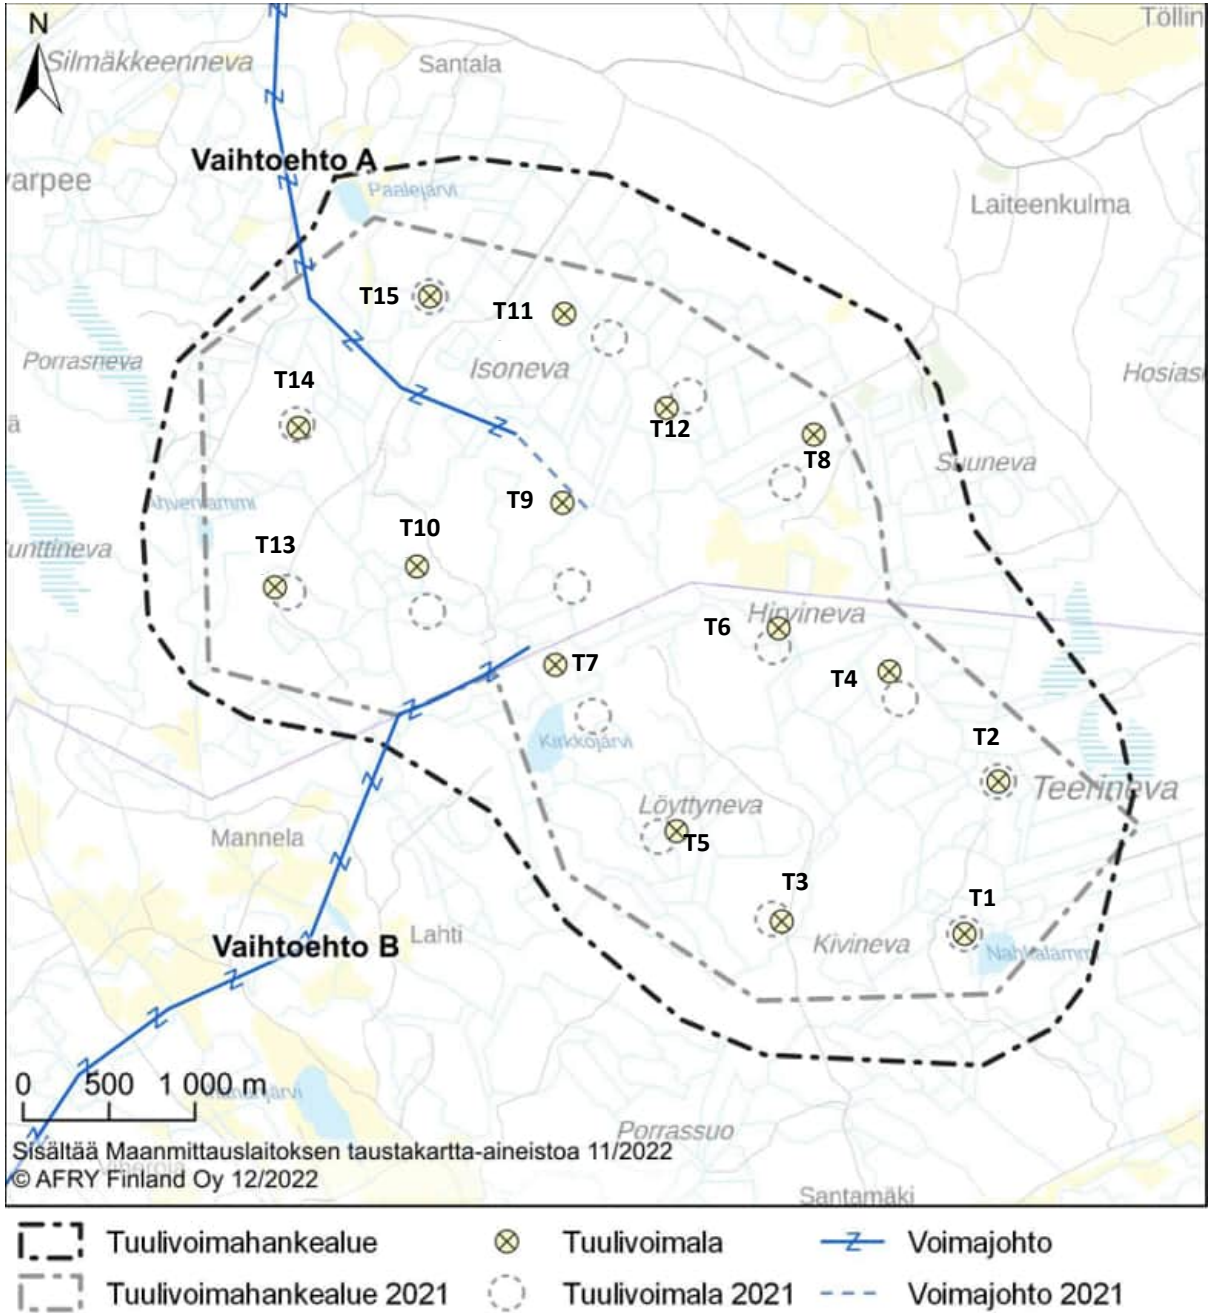 Töllin
N
Silmäkkeenneva
Santala
Vaihtoehto A
varpee
Paalejärvi
Laiteenkulma
T15
T11
Porrasneva
Isoneva
Hosias
T14
T12
ä
T8
Suuneva
T9
Ahvenlammi
T10
unttineva
T13
Hirvineva
T6
T7
T4
Kirkkojärvi
T2
Teerineva
Löyttyneva
Mannela
T5
T3
T1
Lahti
Vaihtoehto B
Kivineva
Nahkalammi
0 500 1 000 m
Porrassuo
Sisältää Maanmittauslaitoksen taustakartta-aineistoa 11/2022
© AFRY Finland Oy 12/2022
Santamäki
Tuulivoimahankealue
Tuulivoimala
Voimajohto
Tuulivoimahankealue 2021
Tuulivoimala 2021
Voimajohto 2021